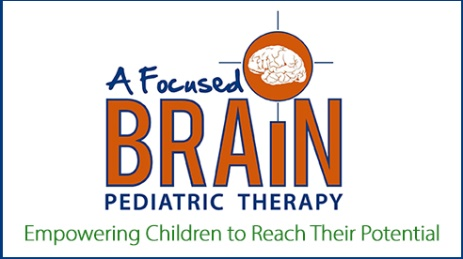 A Focused
BRAiN
PEDIATRIC THERAPY
Empowering Children to Reach Their Potential